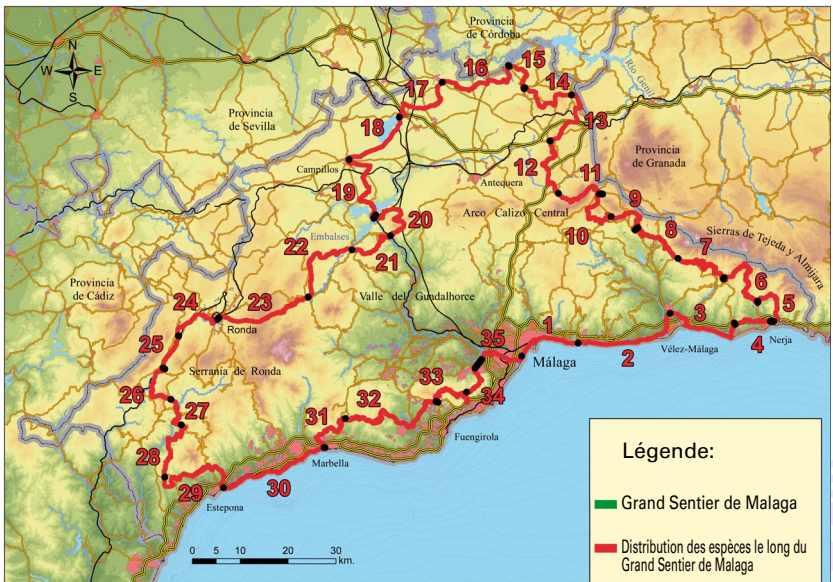 Provincia
de Córdoba
N
W E
S
Río Genil
15
16
14
17
13
18
Provincia
de Sevilla
Provincia
de Granada
Campillos
12
Antequera
11
19
9
Arco Calizo Central
20
10
8
Sierras de Tejeda y Almijara
Embalses
22
21
7
Provincia
de Cádiz
6
Valle del Guadalhorce
24
23
5
Ronda
1
3
Nerja
4
25
35
Málaga
2
Vélez-Málaga
Serranía de Ronda
26
33
34
27
32
31
Fuengirola
28
Marbella
29
30
Estepona
0 5 10 20 30
km.
Légende:
Grand Sentier de Malaga
Distribution des espèces le long du
Grand Sentier de Malaga